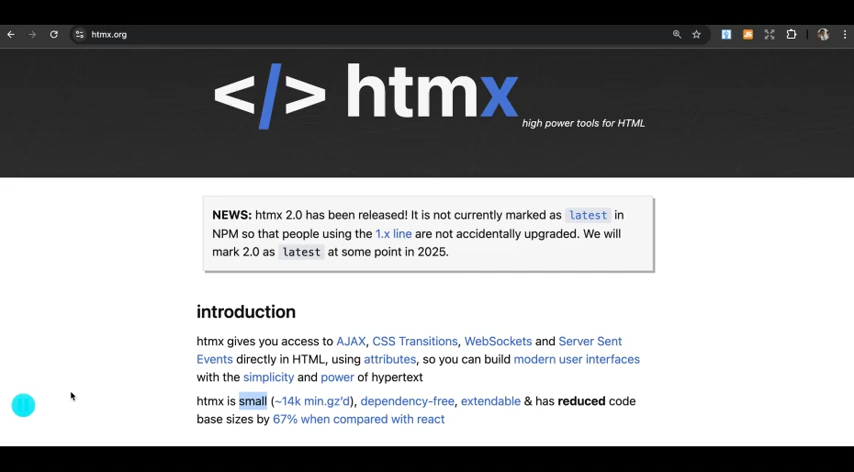 htmx.org
</> htmx
high power tools for HTML
NEWS: htmx 2.0 has been released! It is not currently marked as latest in
NPM so that people using the 1.x line are not accidentally upgraded. We will
mark 2.0 as latest at some point in 2025.
introduction
htmx gives you access to AJAX, CSS Transitions, WebSockets and Server Sent
Events directly in HTML, using attributes, so you can build modern user interfaces
with the simplicity and power of hypertext
htmx is small (~14k min.gz’d), dependency-free, extendable & has reduced code
base sizes by 67% when compared with react